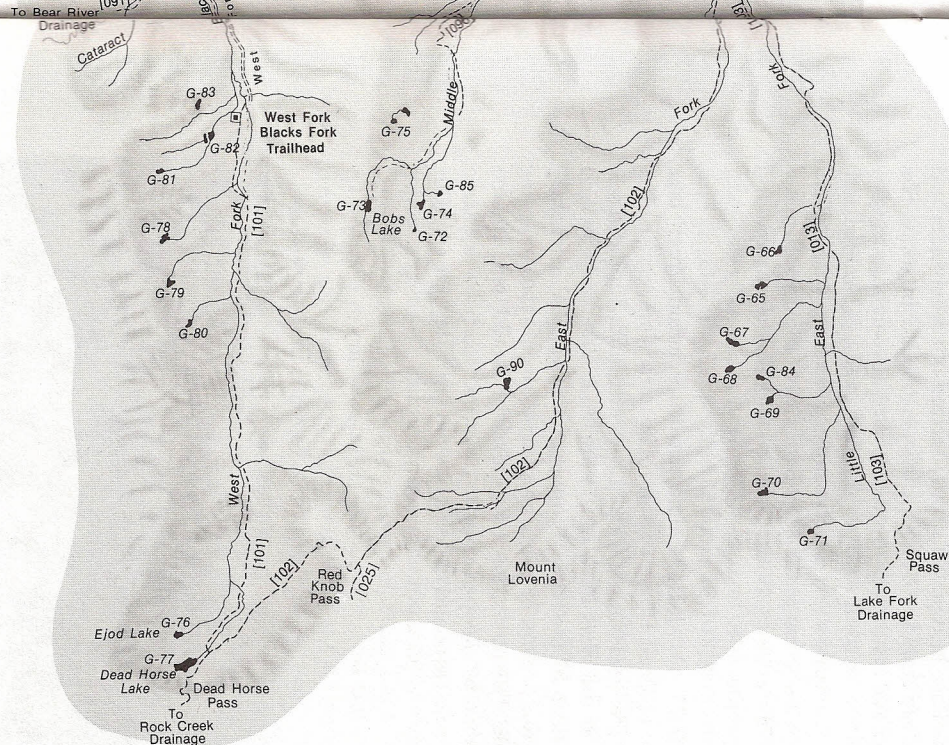 To Bear River
Drainage
[091]
Cataract
West
G-83
West Fork
Blacks Fork
Trailhead
G-82
G-81
Fork
[101]
G-78
G-79
G-80
West
[101]
[102]
Red
Knob
Pass
[025]
G-76
Ejod Lake
G-77
Dead Horse
Lake
Dead Horse
Pass
To
Rock Creek
Drainage
Middle
G-75
G-85
G-73
G-74
Bobs
Lake
G-72
Fork
[102]
East
G-90
[102]
Mount
Lovenia
Fork
[013]
G-66
G-65
East
G-67
G-68
G-84
G-69
G-70
Little
[103]
G-71
Squaw
Pass
To
Lake Fork
Drainage